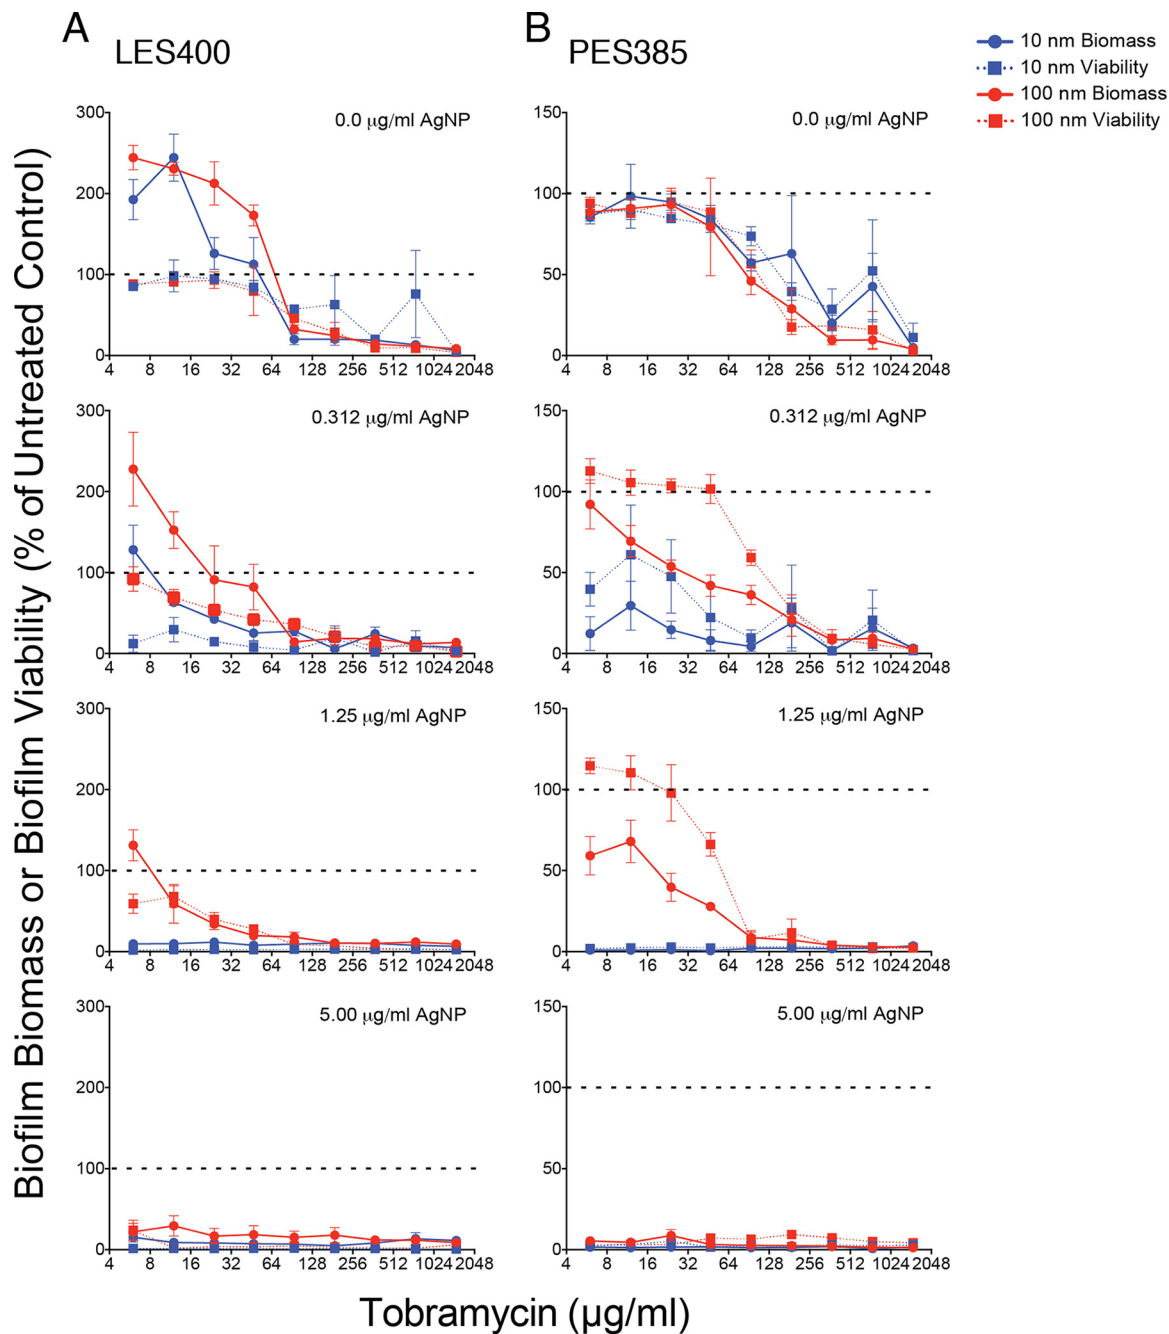 A
LES400
B
PES385
10 nm Biomass
10 nm Viability
100 nm Biomass
100 nm Viability
Biofilm Biomass or Biofilm Viability (% of Untreated Control)
0.0 µg/ml AgNP
300
200
100
0
4 8 16 32 64 128 256 512 1024 2048
0.0 µg/ml AgNP
150
100
50
0
4 8 16 32 64 128 256 512 1024 2048
0.312 µg/ml AgNP
300
200
100
0
4 8 16 32 64 128 256 512 1024 2048
0.312 µg/ml AgNP
150
100
50
0
4 8 16 32 64 128 256 512 1024 2048
1.25 µg/ml AgNP
300
200
100
0
4 8 16 32 64 128 256 512 1024 2048
1.25 µg/ml AgNP
150
100
50
0
4 8 16 32 64 128 256 512 1024 2048
5.00 µg/ml AgNP
300
200
100
0
4 8 16 32 64 128 256 512 1024 2048
5.00 µg/ml AgNP
150
100
50
0
4 8 16 32 64 128 256 512 1024 2048
Tobramycin (µg/ml)